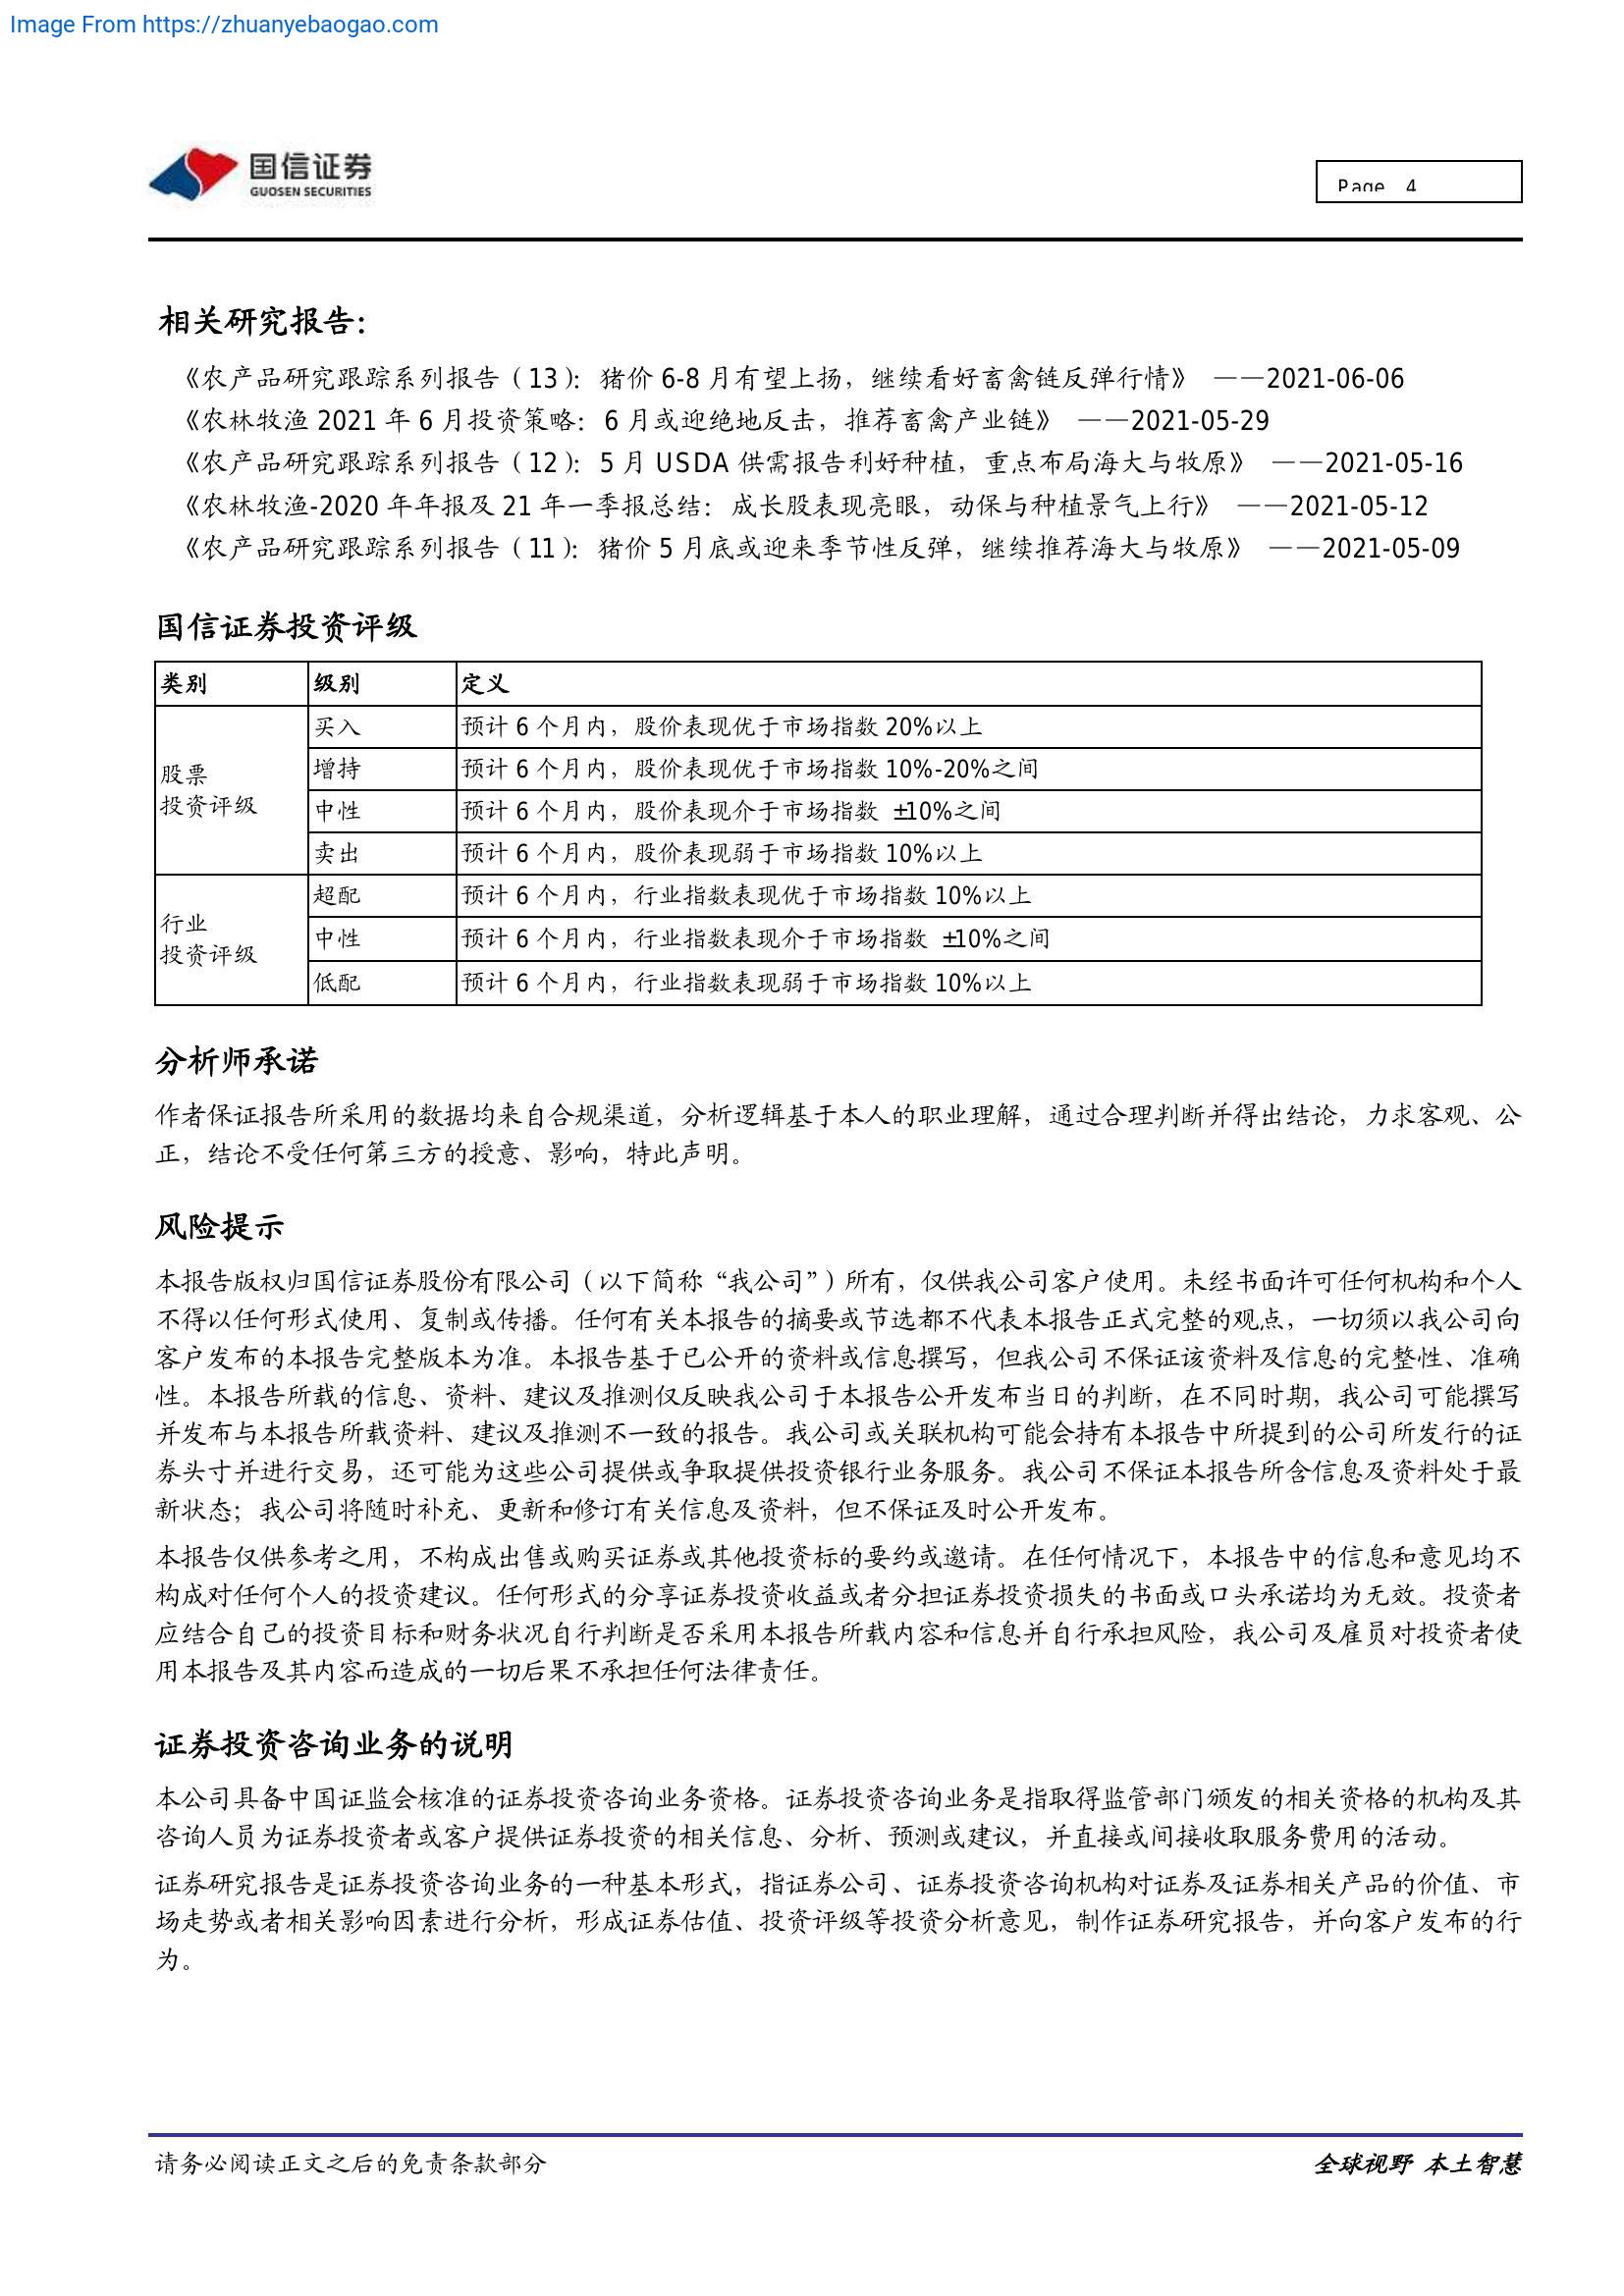 Image From https://zhuanyebaogao.com
国信证券
GUOSEN SECURITIES
Page 4
相关研究报告：
《农产品研究跟踪系列报告（13）：猪价 6-8 月有望上扬，继续看好畜禽链反弹行情》 ——2021-06-06
《农林牧渔 2021 年 6 月投资策略：6 月或迎绝地反击，推荐畜禽产业链》 ——2021-05-29
《农产品研究跟踪系列报告（12）：5 月 USDA 供需报告利好种植，重点布局海大与牧原》 ——2021-05-16
《农林牧渔-2020 年年报及 21 年一季报总结：成长股表现亮眼，动保与种植景气上行》 ——2021-05-12
《农产品研究跟踪系列报告（11）：猪价 5 月底或迎来季节性反弹，继续推荐海大与牧原》 ——2021-05-09
国信证券投资评级
类别 级别 定义
股票
投资评级
买入 预计 6 个月内，股价表现优于市场指数 20%以上
增持 预计 6 个月内，股价表现优于市场指数 10%-20%之间
中性 预计 6 个月内，股价表现介于市场指数 ±10%之间
卖出 预计 6 个月内，股价表现弱于市场指数 10%以上
行业
投资评级
超配 预计 6 个月内，行业指数表现优于市场指数 10%以上
中性 预计 6 个月内，行业指数表现介于市场指数 ±10%之间
低配 预计 6 个月内，行业指数表现弱于市场指数 10%以上
分析师承诺
作者保证报告所采用的数据均来自合规渠道，分析逻辑基于本人的职业理解，通过合理判断并得出结论，力求客观、公
正，结论不受任何第三方的授意、影响，特此声明。
风险提示
本报告版权归国信证券股份有限公司（以下简称“我公司”）所有，仅供我公司客户使用。未经书面许可任何机构和个人
不得以任何形式使用、复制或传播。任何有关本报告的摘要或节选都不代表本报告正式完整的观点，一切须以我公司向
客户发布的本报告完整版本为准。本报告基于已公开的资料或信息撰写，但我公司不保证该资料及信息的完整性、准确
性。本报告所载的信息、资料、建议及推测仅反映我公司于本报告公开发布当日的判断，在不同时期，我公司可能撰写
并发布与本报告所载资料、建议及推测不一致的报告。我公司或关联机构可能会持有本报告中所提到的公司所发行的证
券头寸并进行交易，还可能为这些公司提供或争取提供投资银行业务服务。我公司不保证本报告所含信息及资料处于最
新状态；我公司将随时补充、更新和修订有关信息及资料，但不保证及时公开发布。
本报告仅供参考之用，不构成出售或购买证券或其他投资标的要约或邀请。在任何情况下，本报告中的信息和意见均不
构成对任何个人的投资建议。任何形式的分享证券投资收益或者分担证券投资损失的书面或口头承诺均为无效。投资者
应结合自己的投资目标和财务状况自行判断是否采用本报告所载内容和信息并自行承担风险，我公司及雇员对投资者使
用本报告及其内容而造成的一切后果不承担任何法律责任。
证券投资咨询业务的说明
本公司具备中国证监会核准的证券投资咨询业务资格。证券投资咨询业务是指取得监管部门颁发的相关资格的机构及其
咨询人员为证券投资者或客户提供证券投资的相关信息、分析、预测或建议，并直接或间接收取服务费用的活动。
证券研究报告是证券投资咨询业务的一种基本形式，指证券公司、证券投资咨询机构对证券及证券相关产品的价值、市
场走势或者相关影响因素进行分析，形成证券估值、投资评级等投资分析意见，制作证券研究报告，并向客户发布的行
为。
请务必阅读正文之后的免责条款部分
全球视野 本土智慧